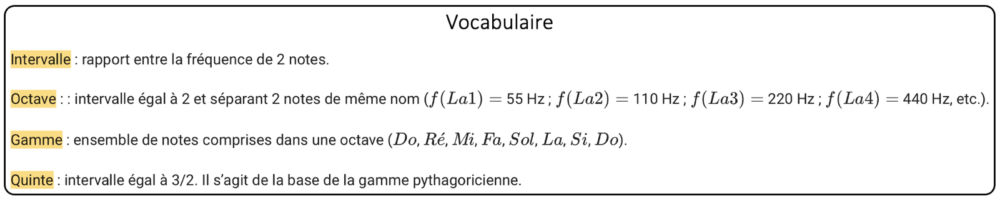 Vocabulaire
Intervalle : rapport entre la fréquence de 2 notes.
Octave : : intervalle égal à 2 et séparant 2 notes de même nom (f(La1) = 55 Hz ; f(La2) = 110 Hz ; f(La3) = 220 Hz ; f(La4) = 440 Hz, etc.).
Gamme : ensemble de notes comprises dans une octave (Do, Ré, Mi, Fa, Sol, La, Si, Do).
Quinte : intervalle égal à 3/2. Il s’agit de la base de la gamme pythagoricienne.